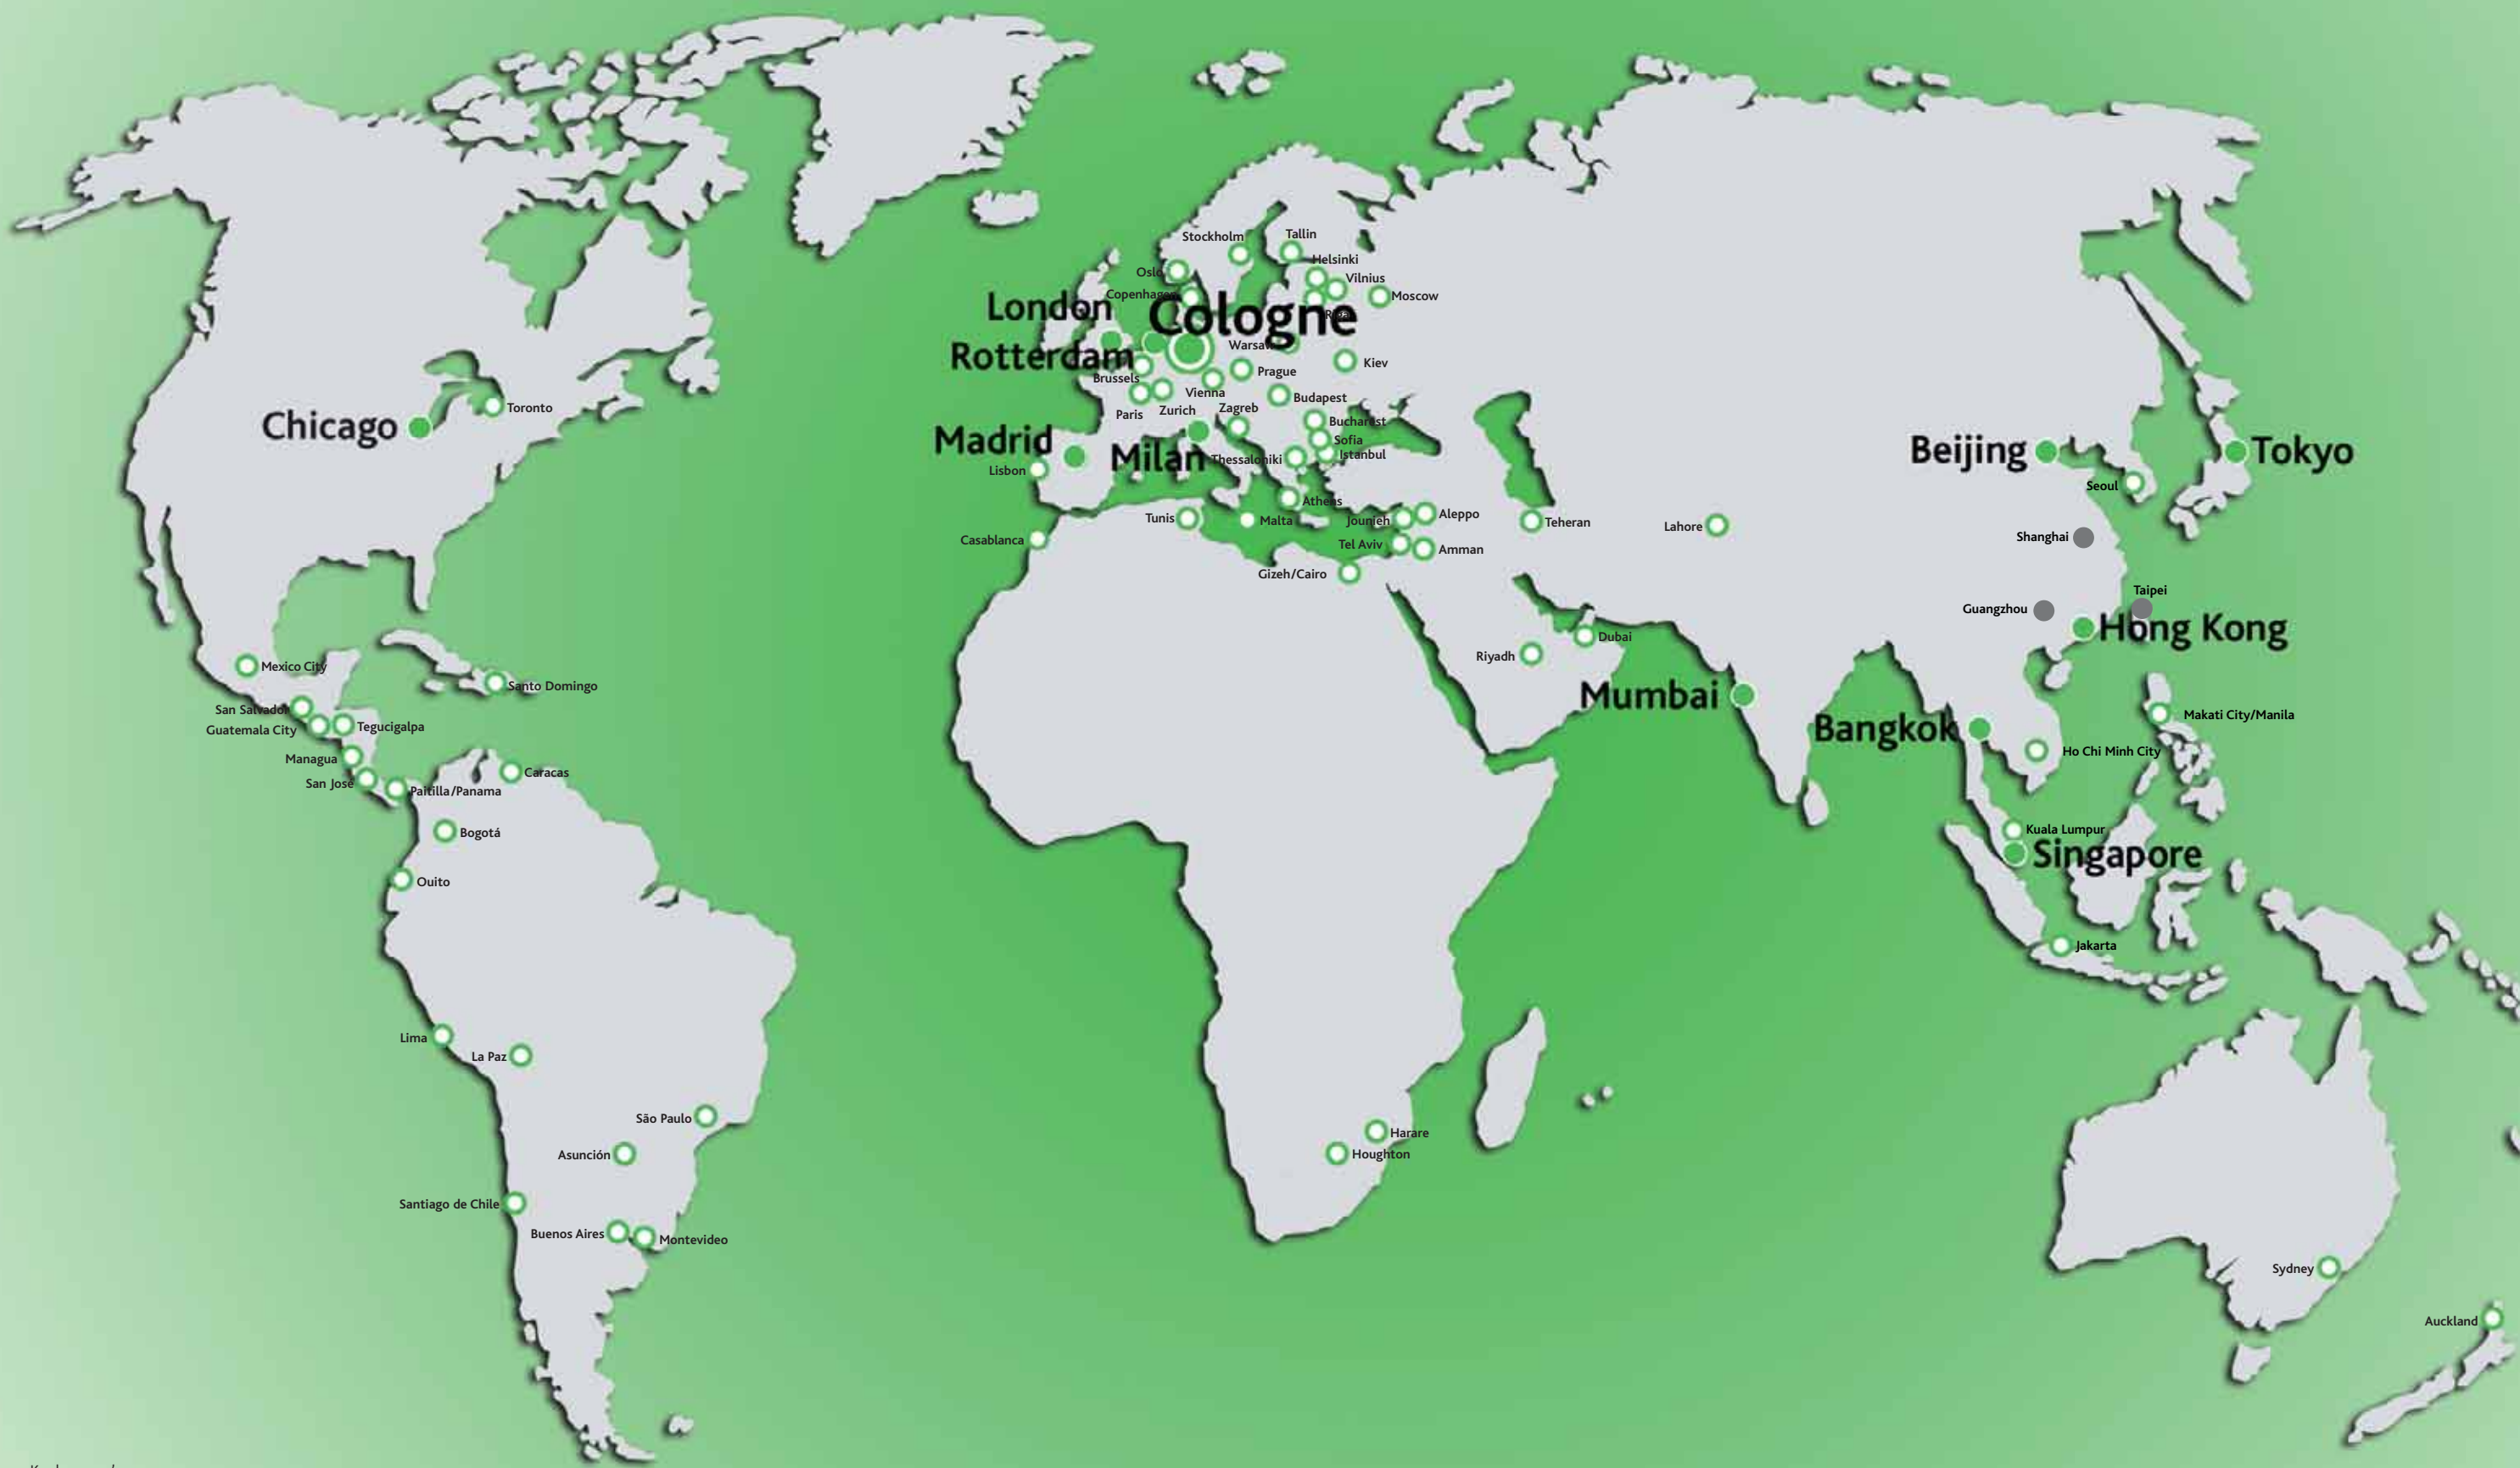 Stockholm
Tallin
Helsinki
Oslo
Vilnius
Copenhagen
Moscow
London
Cologne
Riga
Warsaw
Rotterdam
Kiev
Brussels
Prague
Vienna
Budapest
Paris
Zurich
Zagreb
Toronto
Chicago
Bucharest
Madrid
Sofia
Milan
Thessaloniki
Istanbul
Lisbon
Beijing
Tokyo
Seoul
Athens
Tunis
Malta
Jounieh
Aleppo
Teheran
Lahore
Casablanca
Tel Aviv
Amman
Shanghai
Gizeh/Cairo
Taipei
Guangzhou
Hong Kong
Dubai
Riyadh
Mexico City
Santo Domingo
Mumbai
San Salvador
Guatemala City
Tegucigalpa
Bangkok
Makati City/Manila
Ho Chi Minh City
Managua
Caracas
San José
Paitilla/Panama
Bogotá
Kuala Lumpur
Singapore
Ouito
Jakarta
Lima
La Paz
São Paulo
Harare
Asunción
Houghton
Santiago de Chile
Buenos Aires
Montevideo
Sydney
Auckland